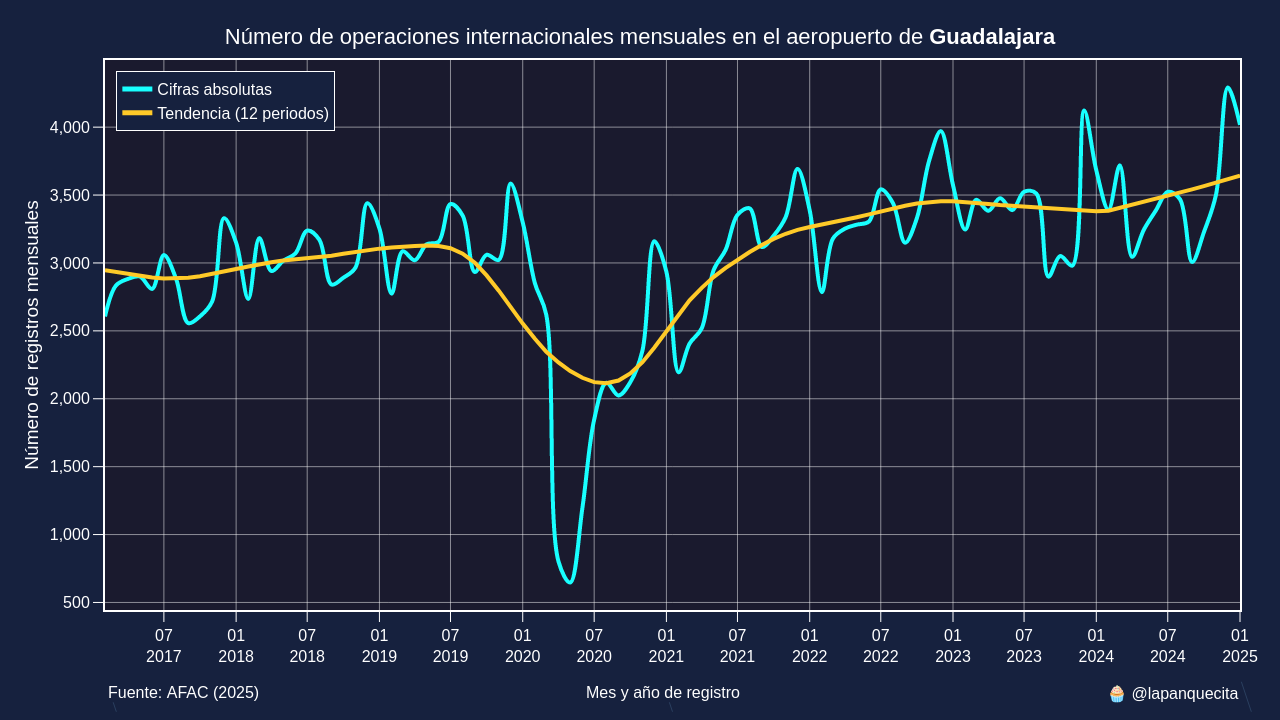 Número de operaciones internacionales mensuales en el aeropuerto de Guadalajara
Cifras absolutas
Tendencia (12 periodos)
Número de registros mensuales
4,000
3,500
3,000
2,500
2,000
1,500
1,000
500
07 01 07 01 07 01 07 01 07 01 07 01 07 01 07 01
2017 2018 2018 2019 2019 2020 2020 2021 2021 2022 2022 2023 2023 2024 2024 2025
Fuente: AFAC (2025) Mes y año de registro 🧁 @lapanquecita